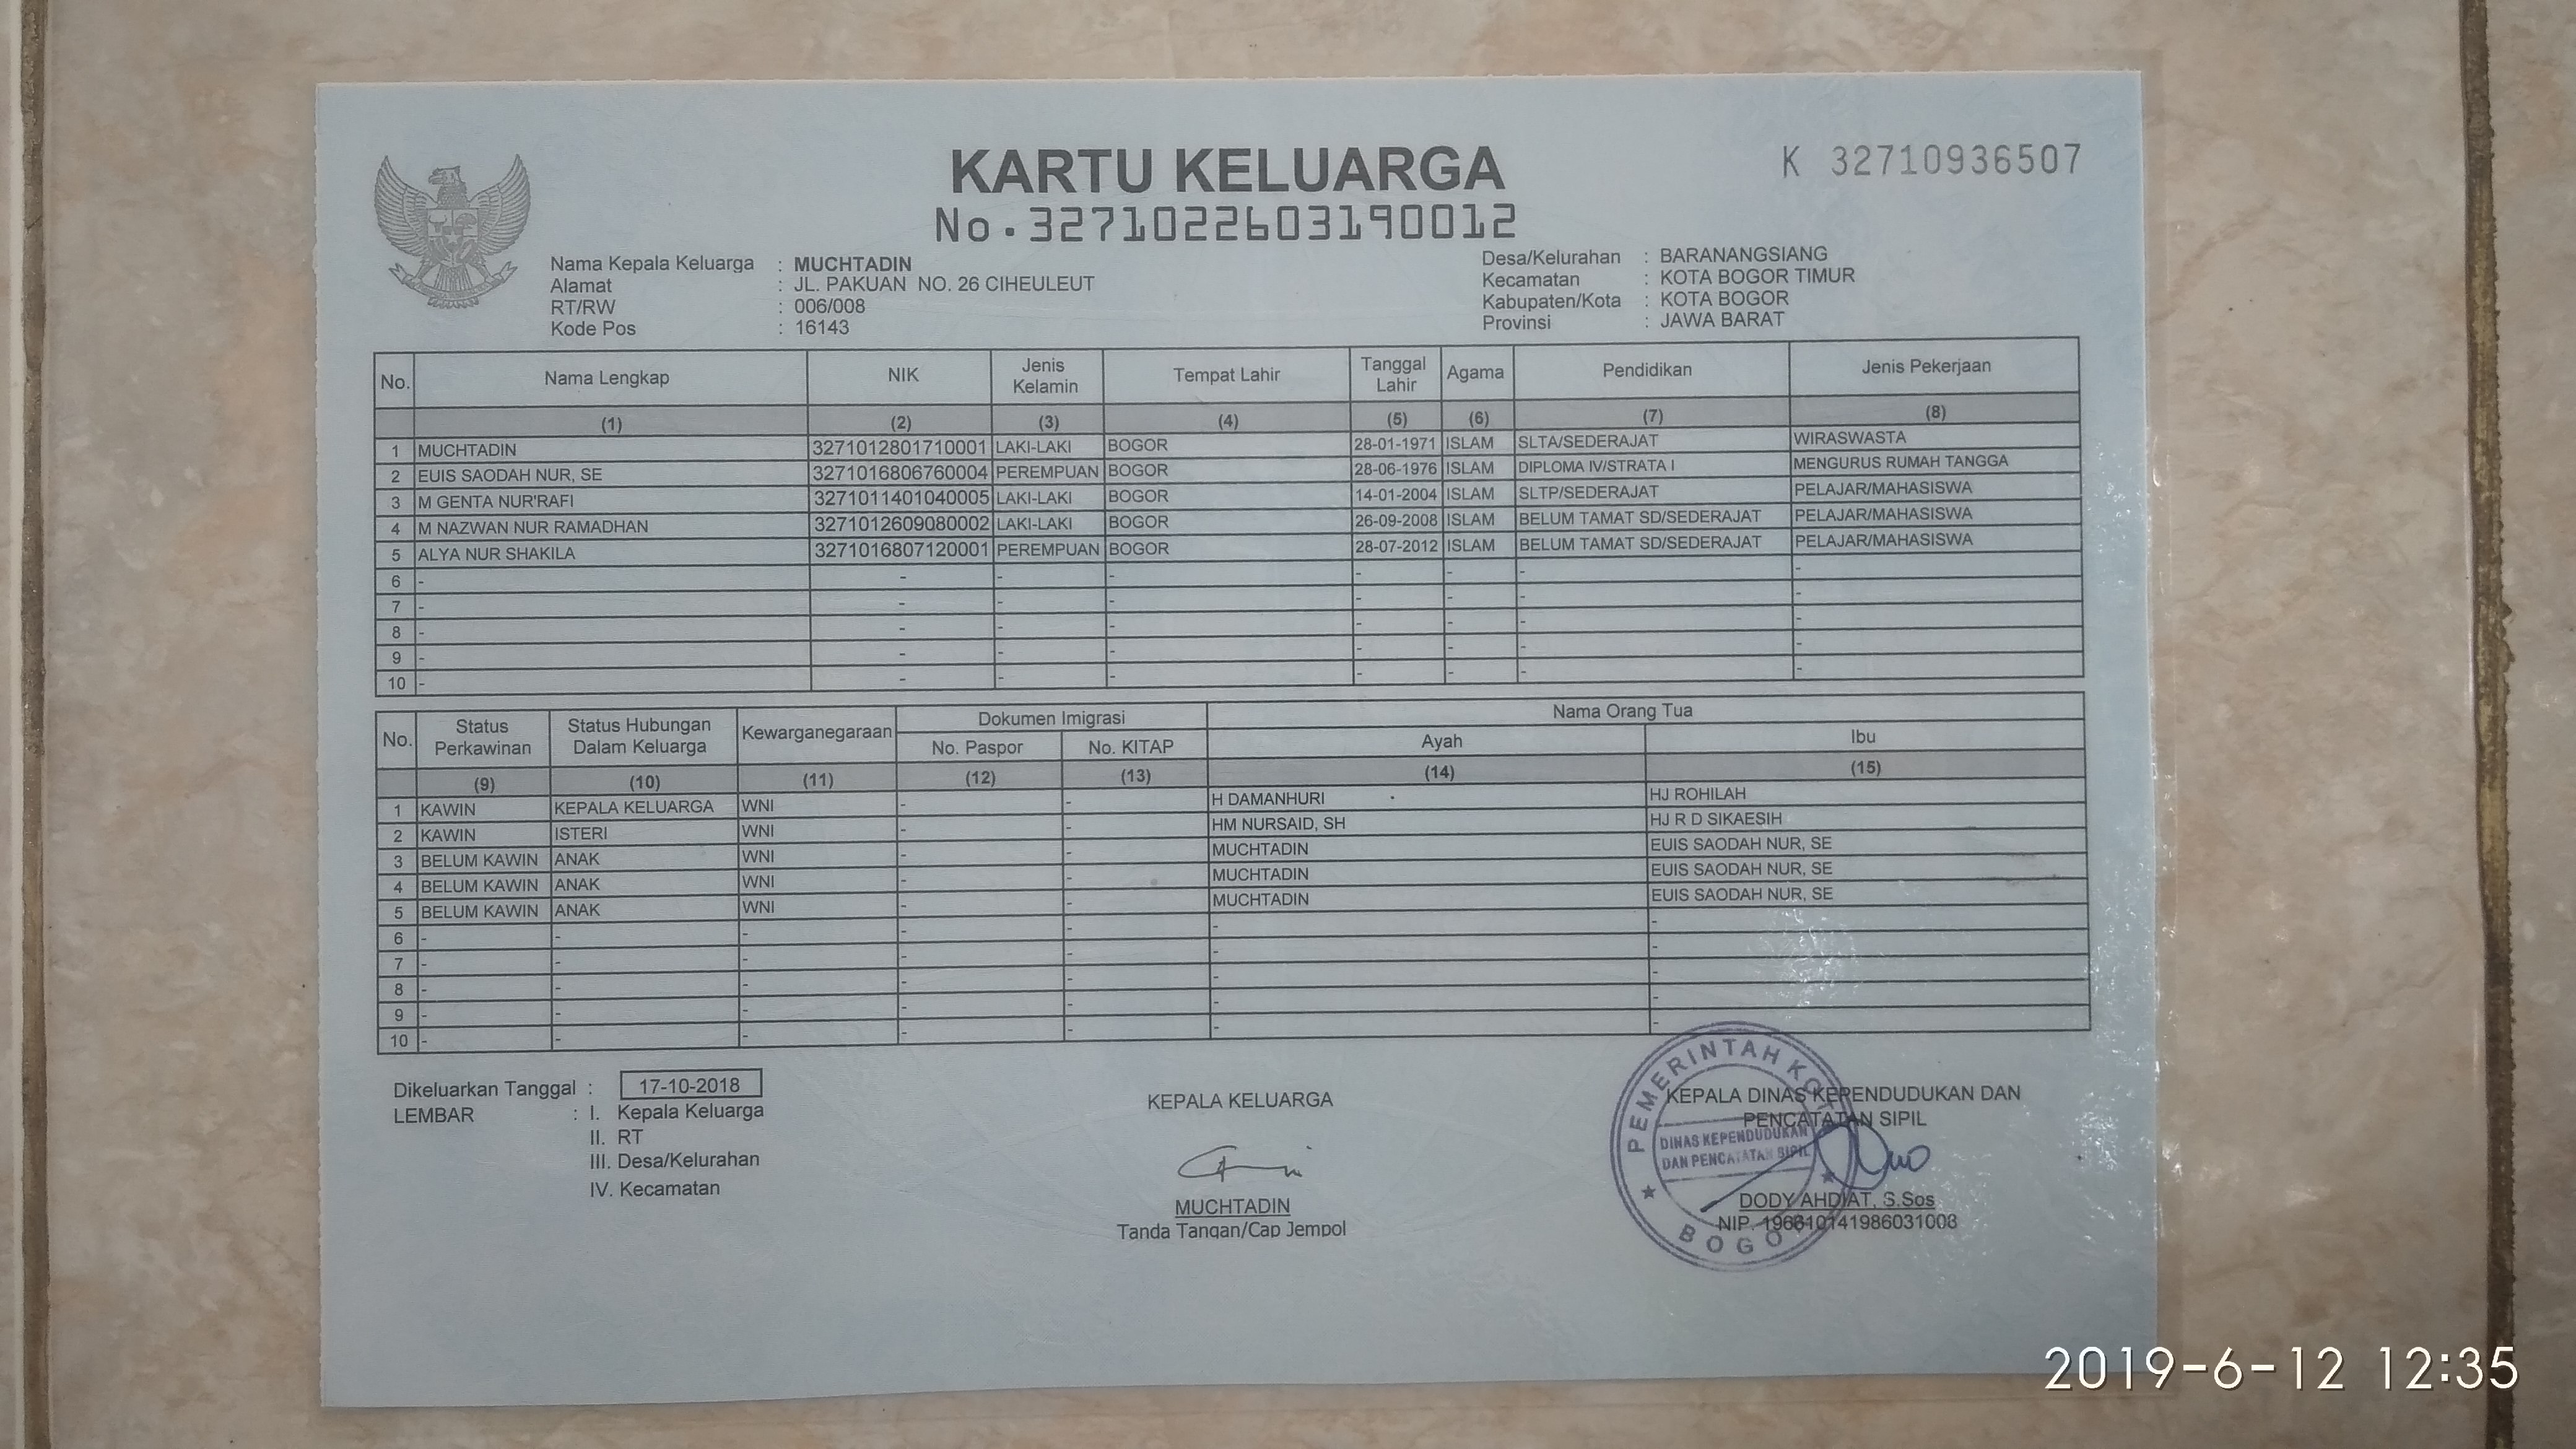 KARTU KELUARGA
K 32710936507
No.3271022603190012
Nama Kepala Keluarga : MUCHTADIN
Alamat : JL. PAKUAN NO. 26 CIHEULEUT
RT/RW : 006/008
Kode Pos : 16143
Desa/Kelurahan : BARANANGSIANG
Kecamatan : KOTA BOGOR TIMUR
Kabupaten/Kota : KOTA BOGOR
Provinsi : JAWA BARAT
No. Nama Lengkap NIK Jenis Kelamin Tempat Lahir Tanggal Lahir Agama Pendidikan Jenis Pekerjaan
(1) (2) (3) (4) (5) (6) (7) (8)
1 MUCHTADIN 3271012801710001 LAKI-LAKI BOGOR 28-01-1971 ISLAM SLTA/SEDERAJAT WIRASWASTA
2 EUIS SAODAH NUR, SE 3271016806760004 PEREMPUAN BOGOR 28-06-1976 ISLAM DIPLOMA IV/STRATA I MENGURUS RUMAH TANGGA
3 M GENTA NUR'RAFI 3271011401040005 LAKI-LAKI BOGOR 14-01-2004 ISLAM SLTP/SEDERAJAT PELAJAR/MAHASISWA
4 M NAZWAN NUR RAMADHAN 3271012609080002 LAKI-LAKI BOGOR 26-09-2008 ISLAM BELUM TAMAT SD/SEDERAJAT PELAJAR/MAHASISWA
5 ALYA NUR SHAKILA 3271016807120001 PEREMPUAN BOGOR 28-07-2012 ISLAM BELUM TAMAT SD/SEDERAJAT PELAJAR/MAHASISWA
6 - - - - - - - -
7 - - - - - - - -
8 - - - - - - - -
9 - - - - - - - -
10 - - - - - - - -
No. Status Perkawinan Status Hubungan Dalam Keluarga Kewarganegaraan Dokumen Imigrasi Nama Orang Tua
No. Paspor No. KITAP Ayah Ibu
(9) (10) (11) (12) (13) (14) (15)
1 KAWIN KEPALA KELUARGA WNI - - H DAMANHURI HJ ROHILAH
2 KAWIN ISTERI WNI - - HM NURSAID, SH HJ R D SIKAESIH
3 BELUM KAWIN ANAK WNI - - MUCHTADIN EUIS SAODAH NUR, SE
4 BELUM KAWIN ANAK WNI - - MUCHTADIN EUIS SAODAH NUR, SE
5 BELUM KAWIN ANAK WNI - - MUCHTADIN EUIS SAODAH NUR, SE
6 - - - - - - -
7 - - - - - - -
8 - - - - - - -
9 - - - - - - -
10 - - - - - - -
Dikeluarkan Tanggal : 17-10-2018
LEMBAR : I. Kepala Keluarga
II. RT
III. Desa/Kelurahan
IV. Kecamatan
KEPALA KELUARGA
MUCHTADIN
Tanda Tangan/Cap Jempol
KEPALA DINAS KEPENDUDUKAN DAN
PENCATATAN SIPIL
DODY AHDIAT, S.Sos
NIP. 196610141986031008
PEMERINTAH KOTA
DINAS KEPENDUDUKAN
DAN PENCATATAN SIPIL
BOGOR
2019-6-12 12:35